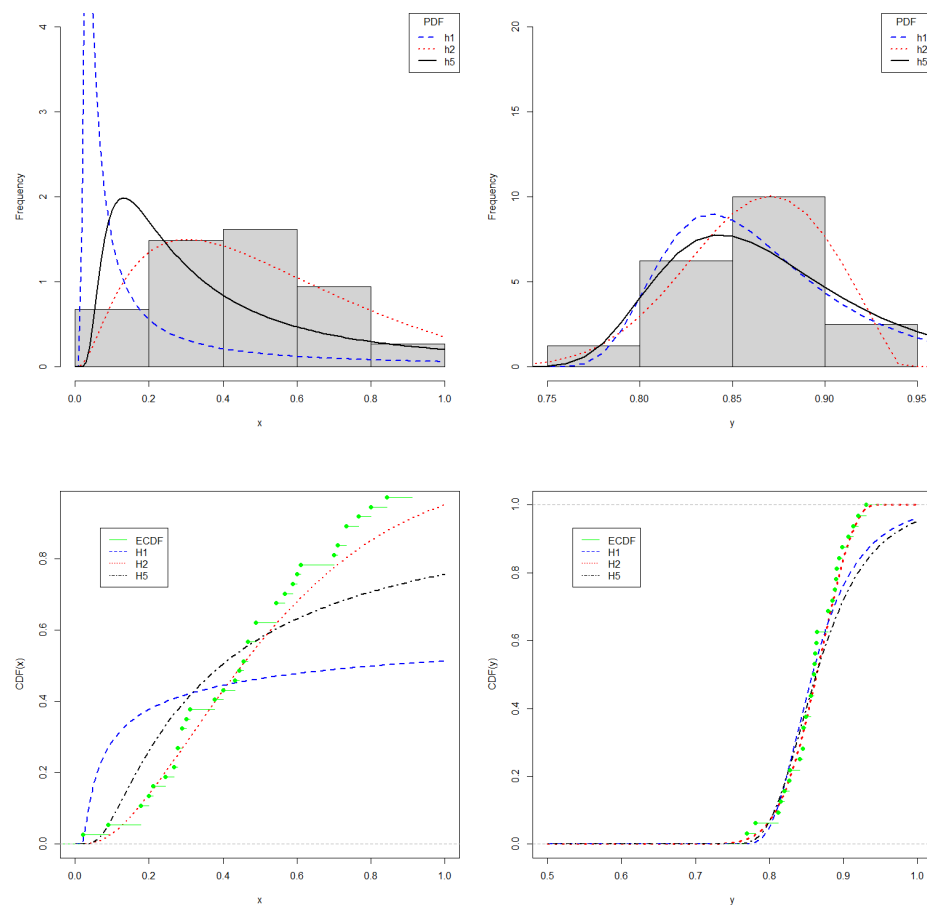 PDF
h1
h2
h5
Frequency
0 1 2 3 4
0.0 0.2 0.4 0.6 0.8 1.0
x
PDF
h1
h2
h5
Frequency
0 5 10 15 20
0.75 0.80 0.85 0.90 0.95
y
ECDF
H1
H2
H5
CDF(x)
0.0 0.2 0.4 0.6 0.8
0.0 0.2 0.4 0.6 0.8 1.0
x
ECDF
H1
H2
H5
CDF(y)
0.0 0.2 0.4 0.6 0.8 1.0
0.5 0.6 0.7 0.8 0.9 1.0
y